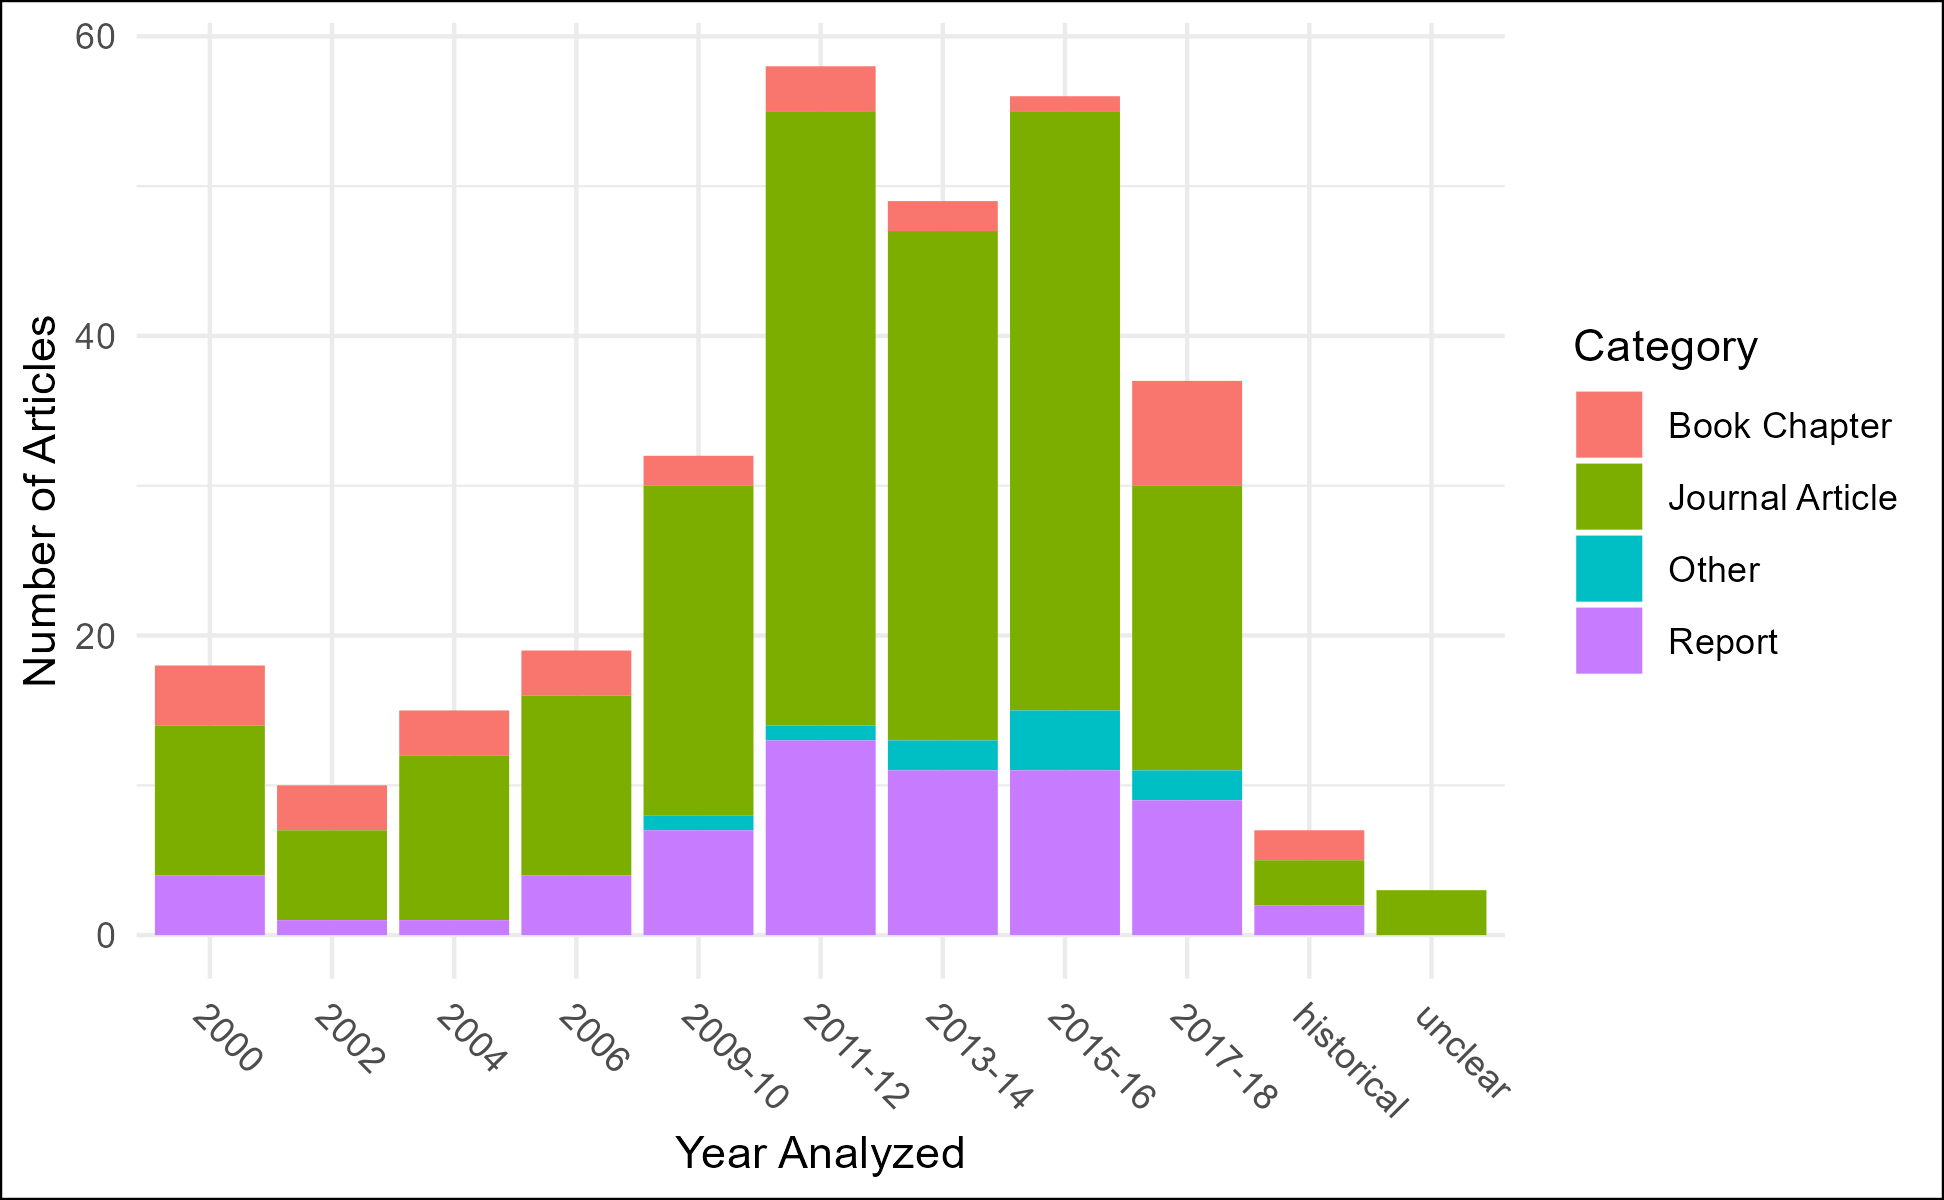 60
40
20
0
Number of Articles
2000
2002
2004
2006
2009-10
2011-12
2013-14
2015-16
2017-18
historical
unclear
Year Analyzed
Category
Book Chapter
Journal Article
Other
Report